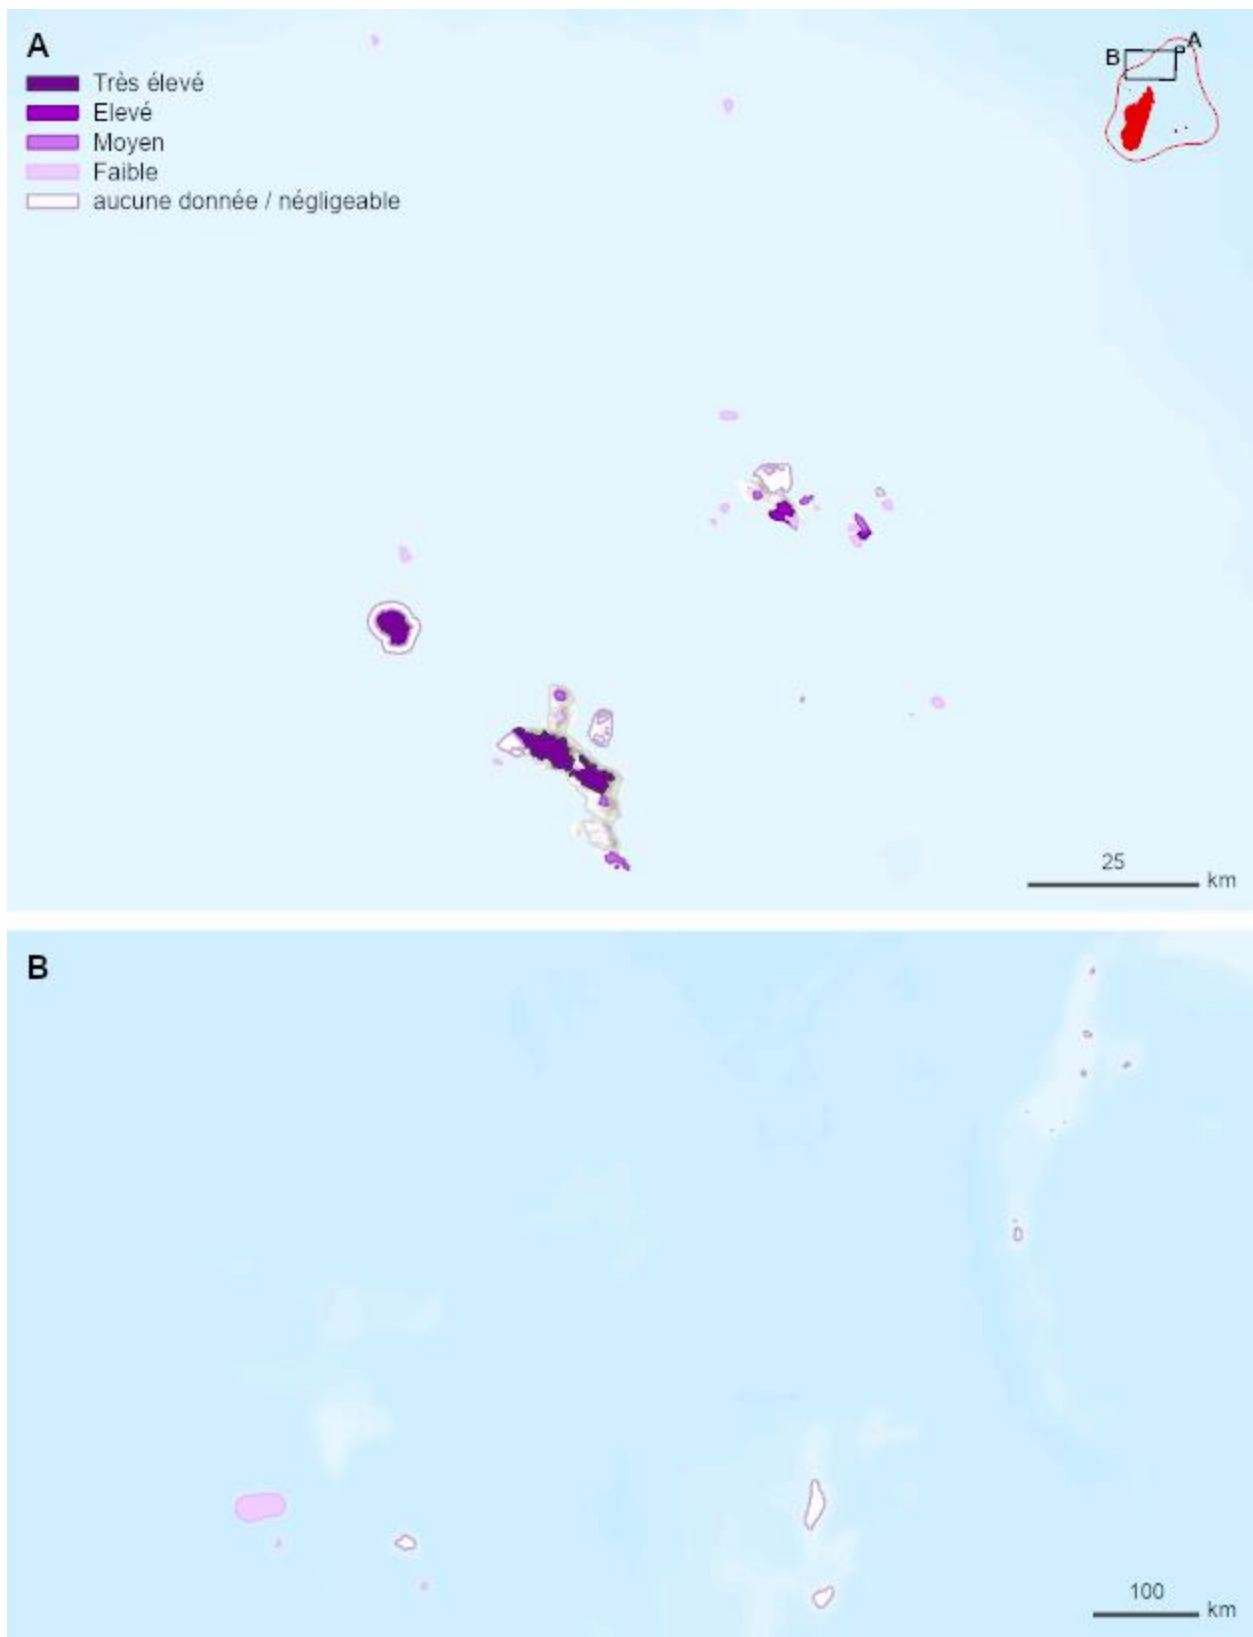 A
Très élevé
Elevé
Moyen
Faible
aucune donnée / négligeable
A
B
25
km
B
100
km